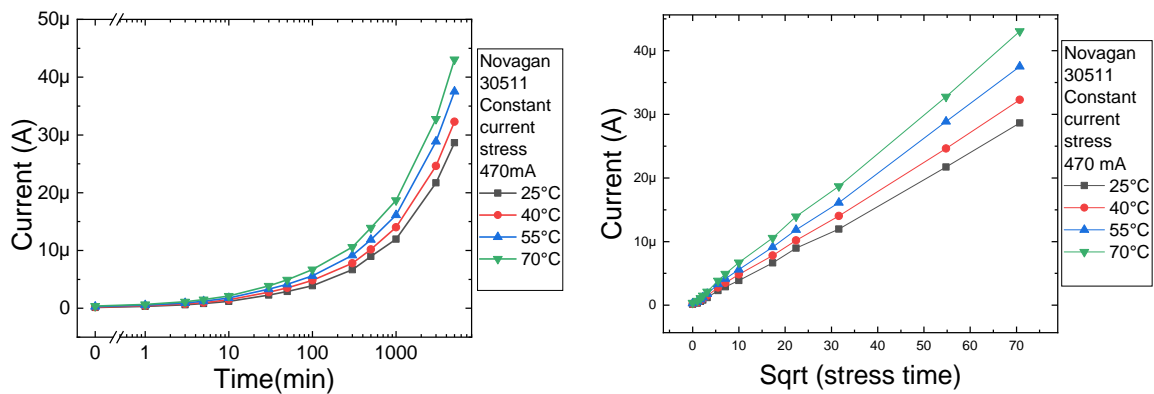 50µ
40µ
30µ
20µ
10µ
0
Current (A)
0
1
10
100
1000
Time(min)
Novagan
30511
Constant
current
stress
470mA
25°C
40°C
55°C
70°C
40µ
30µ
20µ
10µ
0
Current (A)
0
10
20
30
40
50
60
70
Sqrt (stress time)
Novagan
30511
Constant
current
stress
470 mA
25°C
40°C
55°C
70°C